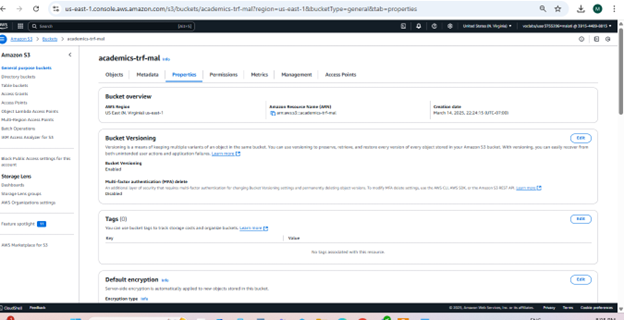 us-east-1.console.aws.amazon.com/s3/buckets/academics-trf-mal?region=us-east-1&bucketType=general&tab=properties
Search
[Alt+S]
United States (N. Virginia)
Amazon S3 > Buckets > academics-trf-mal
Amazon S3
General purpose buckets
Directory buckets
Table buckets
Access Grants
Access Points
Object Lambda Access Points
Multi-Region Access Points
Batch Operations
IAM Access Analyzer for S3
Block Public Access settings for this account
Storage Lens
Dashboards
Storage Lens groups
AWS Organizations settings
Feature spotlight
AWS Marketplace for S3
academics-trf-mal Info
Objects Metadata Properties Permissions Metrics Management Access Points
Bucket overview
AWS Region
US East (N. Virginia) us-east-1
Amazon Resource Name (ARN)
arn:aws:s3:::academics-trf-mal
Creation date
March 14, 2025, 22:24:15 (UTC-07:00)
Bucket Versioning
Edit
Versioning is a means of keeping multiple variants of an object in the same bucket. You can use versioning to preserve, retrieve, and restore every version of every object stored in your Amazon S3 bucket. With versioning, you can easily recover from both unintended user actions and application failures. Learn more
Bucket Versioning
Enabled
Multi-factor authentication (MFA) delete
An additional layer of security that requires multi-factor authentication for changing Bucket Versioning settings and permanently deleting object versions. To modify MFA delete settings, use the AWS CLI, AWS SDK, or the Amazon S3 REST API. Learn more
Disabled
Tags (0)
Edit
You can use bucket tags to track storage costs and organize buckets. Learn more
Key Value
No tags associated with this resource.
Default encryption Info
Edit
Server-side encryption is automatically applied to new objects stored in this bucket.
Encryption type Info
CloudShell Feedback
© 2025, Amazon Web Services, Inc. or its affiliates. Privacy Terms Cookie preferences
ENG